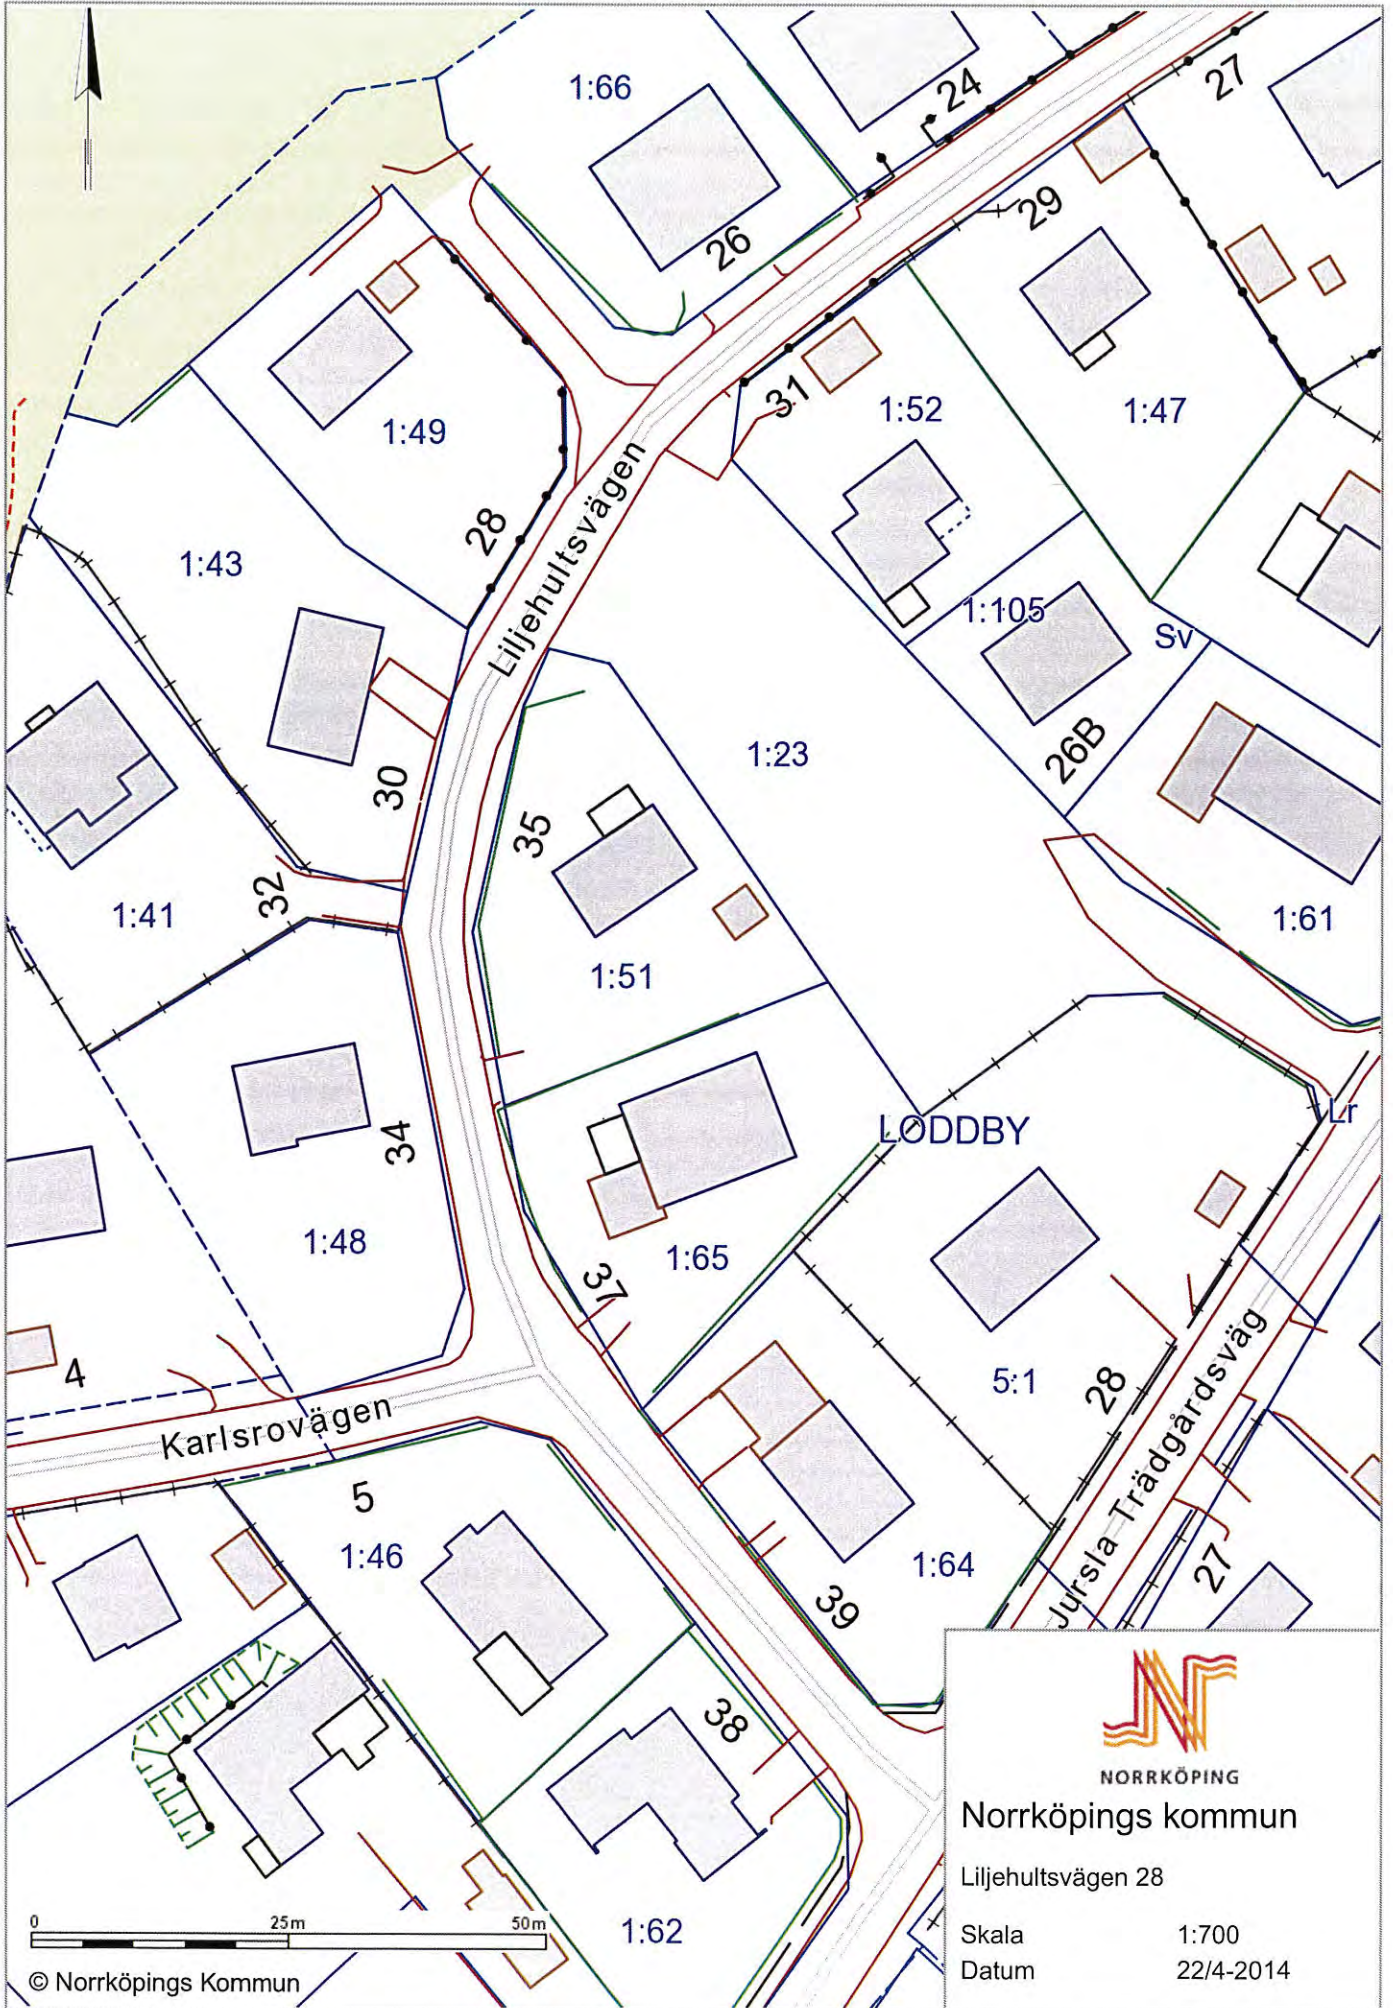 1:66
24
27
26
29
31
1:52
1:47
1:49
28
Liljehultsvägen
1:43
1:105
Sv
1:23
26B
30
35
32
1:41
1:61
1:51
LODDBY
Lr
34
1:48
1:65
37
4
5:1
28
Jursla Trädgårdsväg
Karlsrovägen
5
1:46
1:64
39
27
38
1:62
NORRKÖPING
Norrköpings kommun
Liljehultsvägen 28
Skala 1:700
Datum 22/4-2014
0 25m 50m
© Norrköpings Kommun